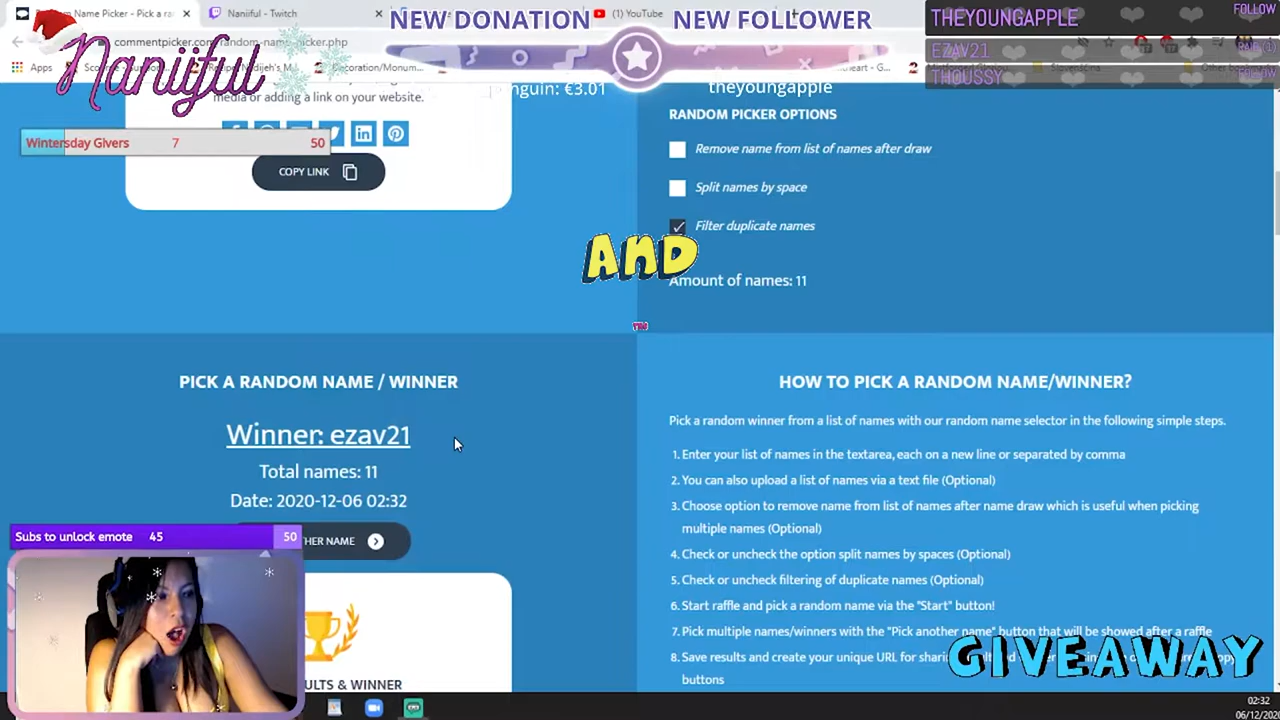 Random Name Picker - Pick a ra
Naniiful - Twitch
(1) YouTube
NEW DONATION
NEW FOLLOWER
THEYOUNGAPPLE
FOLLOW
EZAV21
RAID (1)
THOUSSY
FOLLOW
Naniiful
commentpicker.com/random-name-picker.php
Apps
Decoration/Monum...
media or adding a link on your website.
nguin: €3.01
theyoungapple
Wintersday Givers 7 50
COPY LINK
RANDOM PICKER OPTIONS
Remove name from list of names after draw
Split names by space
Filter duplicate names
AND
Amount of names: 11
PICK A RANDOM NAME / WINNER
Winner: ezav21
Total names: 11
Date: 2020-12-06 02:32
HER NAME
Subs to unlock emote 45 50
ULTS & WINNER
HOW TO PICK A RANDOM NAME/WINNER?
Pick a random winner from a list of names with our random name selector in the following simple steps.
1. Enter your list of names in the textarea, each on a new line or separated by comma
2. You can also upload a list of names via a text file (Optional)
3. Choose option to remove name from list of names after name draw which is useful when picking
multiple names (Optional)
4. Check or uncheck the option split names by spaces (Optional)
5. Check or uncheck filtering of duplicate names (Optional)
6. Start raffle and pick a random name via the "Start" button!
7. Pick multiple names/winners with the "Pick another name" button that will be showed after a raffle
8. Save results and create your unique URL for shari
buttons
GIVEAWAY
02:32
06/12/2020